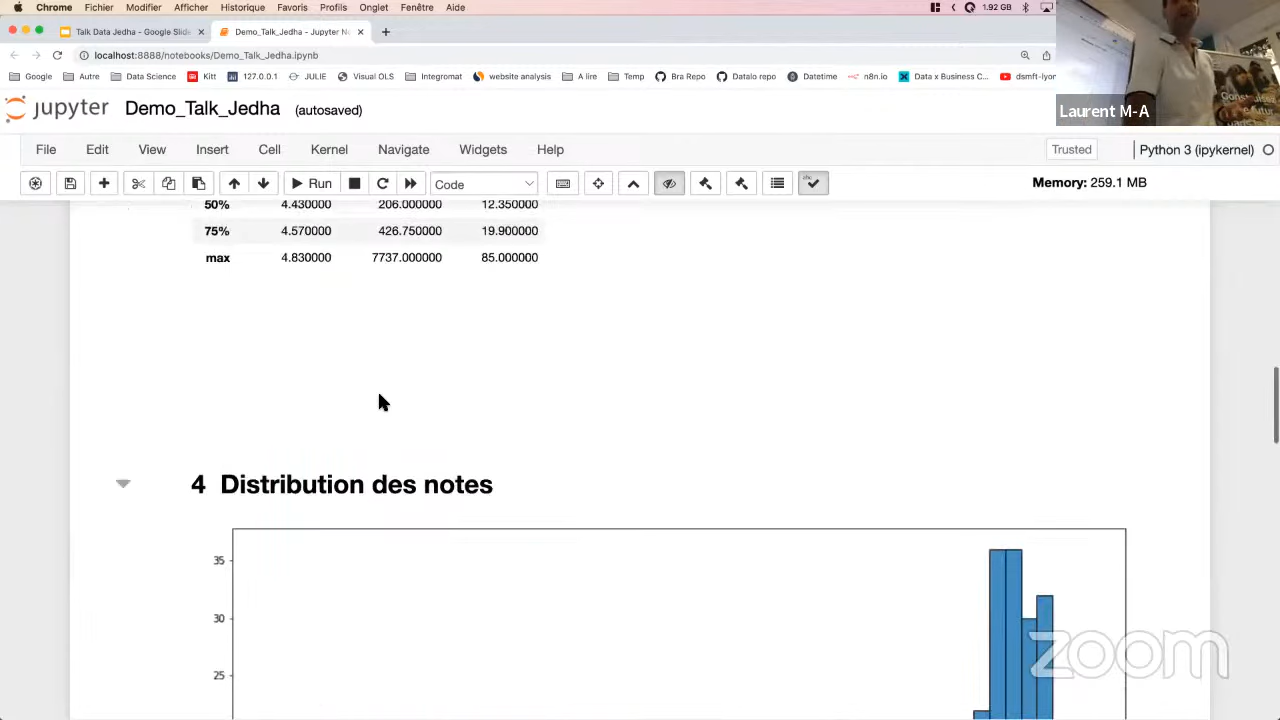 Chrome Fichier Modifier Afficher Historique Favoris Profils Onglet Fenêtre Aide 1.92 GB
Talk Data Jedha - Google Slide Demo_Talk_Jedha - Jupyter N
localhost:8888/notebooks/Demo_Talk_Jedha.ipynb
Google Autre Data Science Kitt 127.0.0.1 JULIE Visual OLS Integromat website analysis A lire Temp Bra Repo Datalo repo Datetime n8n.io Data x Business C... dsmft-lyon
jupyter Demo_Talk_Jedha (autosaved)
Laurent M-A
File Edit View Insert Cell Kernel Navigate Widgets Help Trusted Python 3 (ipykernel)
Run Code Memory: 259.1 MB
50% 4.430000 206.000000 12.350000
75% 4.570000 426.750000 19.900000
max 4.830000 7737.000000 85.000000
4 Distribution des notes
35
30
25
zoom